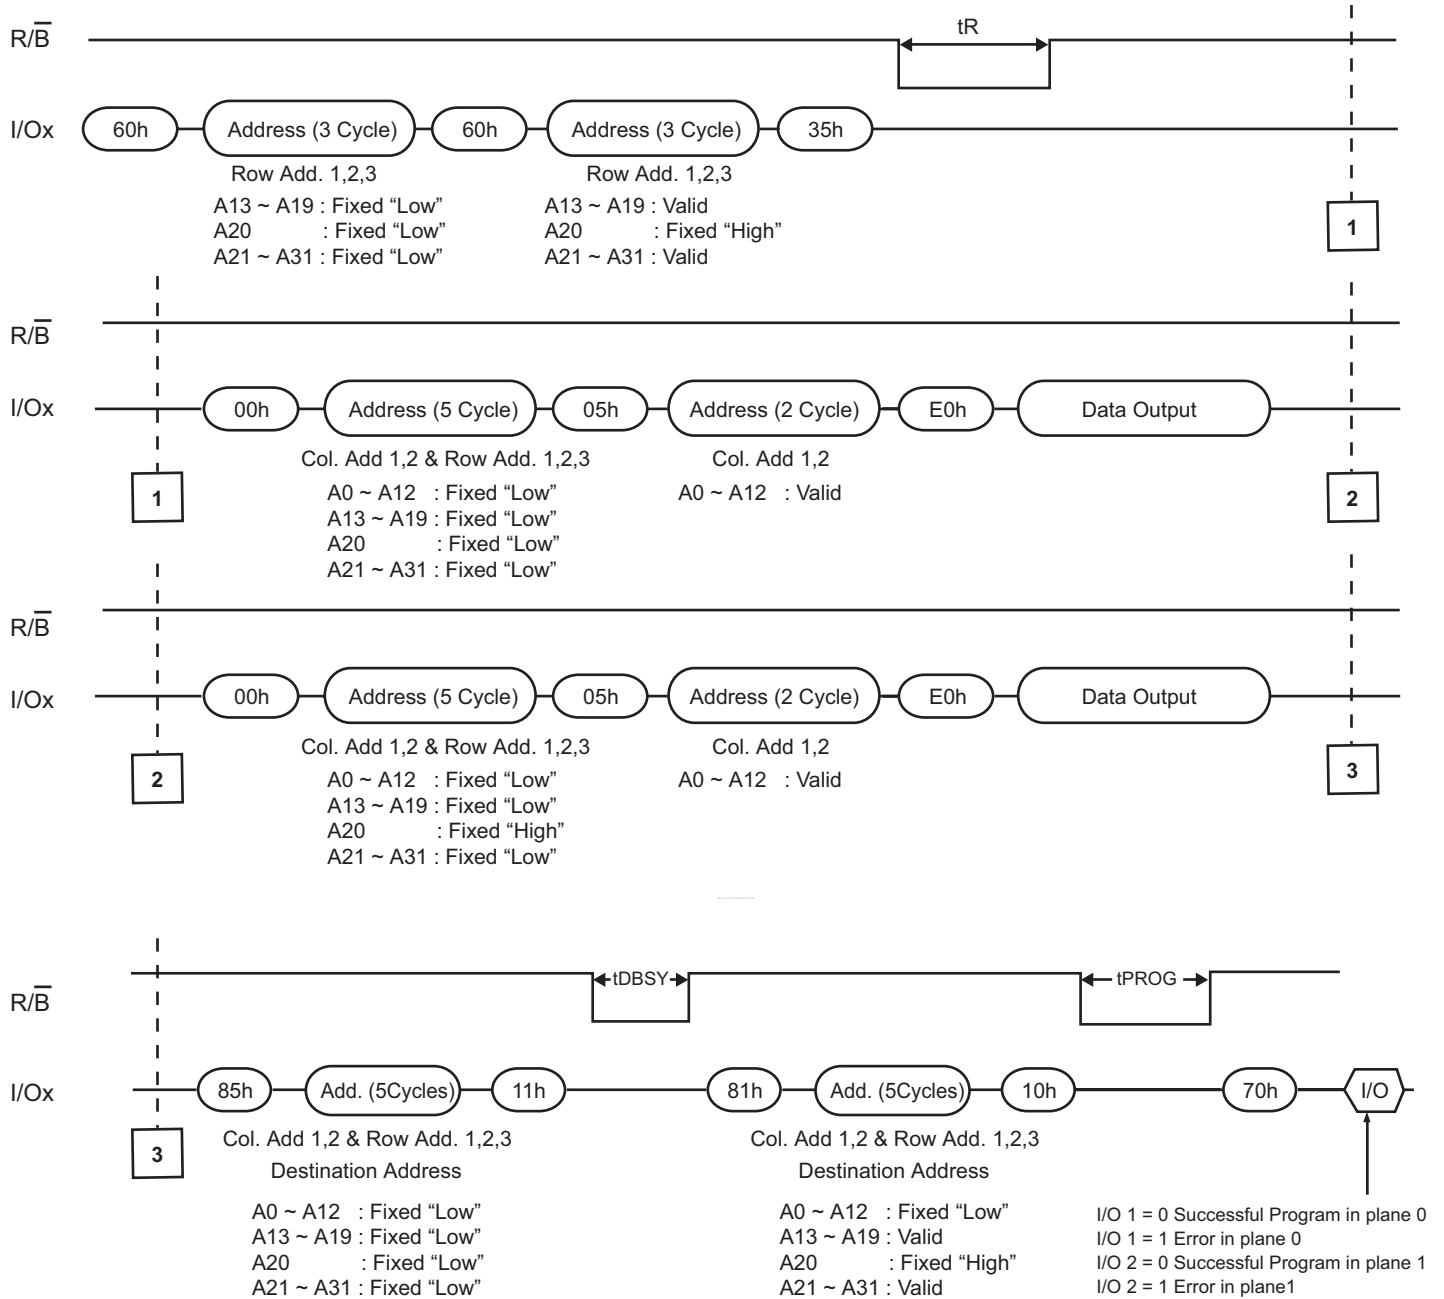 tR
R/B
I/Ox 60h Address (3 Cycle) 60h Address (3 Cycle) 35h
Row Add. 1,2,3 Row Add. 1,2,3
A13 ~ A19 : Fixed “Low” A13 ~ A19 : Valid
A20 : Fixed “Low” A20 : Fixed “High”
A21 ~ A31 : Fixed “Low” A21 ~ A31 : Valid
1
R/B
I/Ox 00h Address (5 Cycle) 05h Address (2 Cycle) E0h Data Output
Col. Add 1,2 & Row Add. 1,2,3 Col. Add 1,2
A0 ~ A12 : Fixed “Low” A0 ~ A12 : Valid
A13 ~ A19 : Fixed “Low”
A20 : Fixed “Low”
A21 ~ A31 : Fixed “Low”
1 2
R/B
I/Ox 00h Address (5 Cycle) 05h Address (2 Cycle) E0h Data Output
Col. Add 1,2 & Row Add. 1,2,3 Col. Add 1,2
A0 ~ A12 : Fixed “Low” A0 ~ A12 : Valid
A13 ~ A19 : Fixed “Low”
A20 : Fixed “High”
A21 ~ A31 : Fixed “Low”
2 3
R/B tDBSY tPROG
I/Ox 85h Add. (5Cycles) 11h 81h Add. (5Cycles) 10h 70h I/O
3
Col. Add 1,2 & Row Add. 1,2,3 Col. Add 1,2 & Row Add. 1,2,3
Destination Address Destination Address
A0 ~ A12 : Fixed “Low” A0 ~ A12 : Fixed “Low”
A13 ~ A19 : Fixed “Low” A13 ~ A19 : Valid
A20 : Fixed “Low” A20 : Fixed “High”
A21 ~ A31 : Fixed “Low” A21 ~ A31 : Valid
I/O 1 = 0 Successful Program in plane 0
I/O 1 = 1 Error in plane 0
I/O 2 = 0 Successful Program in plane 1
I/O 2 = 1 Error in plane1